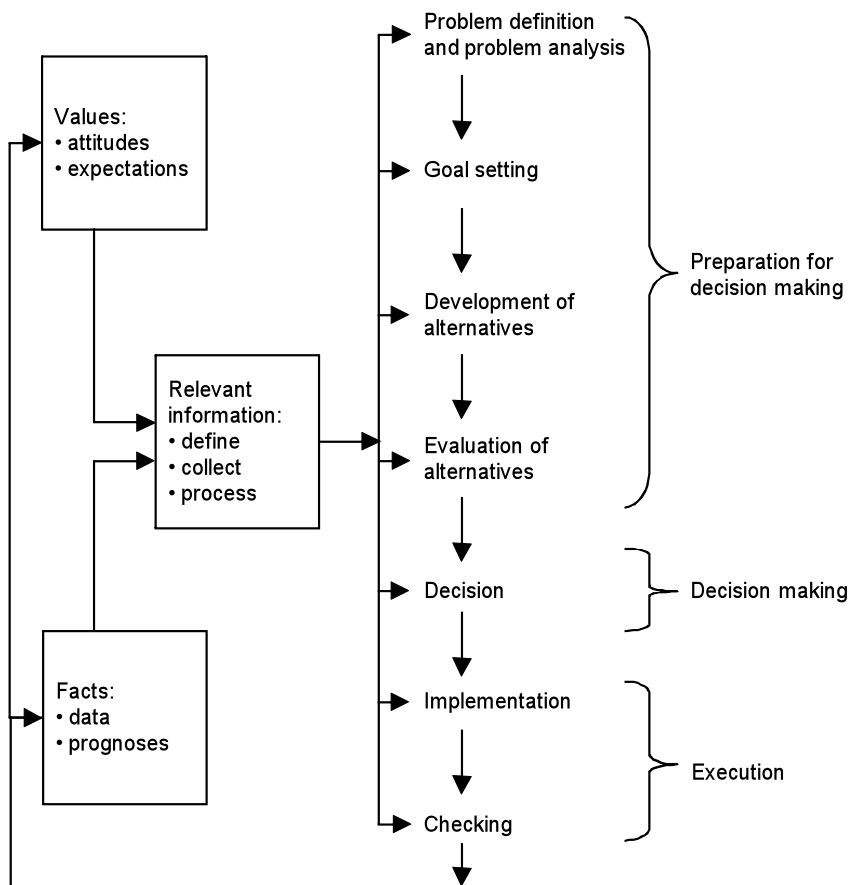 Values:
• attitudes
• expectations
Facts:
• data
• prognoses
Relevant
information:
• define
• collect
• process
Problem definition
and problem analysis
Goal setting
Development of
alternatives
Evaluation of
alternatives
Decision
Implementation
Checking
Preparation for
decision making
Decision making
Execution